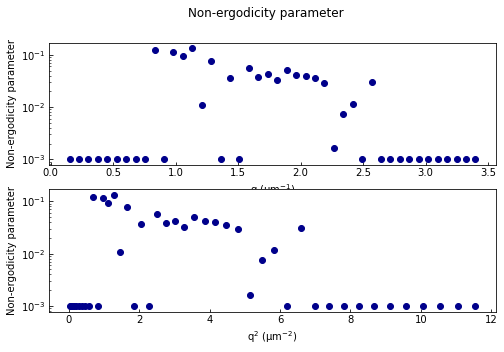 Non-ergodicity parameter
Non-ergodicity parameter
10⁻¹
10⁻²
10⁻³
0.0 0.5 1.0 1.5 2.0 2.5 3.0 3.5
q (μm⁻¹)
Non-ergodicity parameter
10⁻¹
10⁻²
10⁻³
0 2 4 6 8 10 12
q² (μm⁻²)